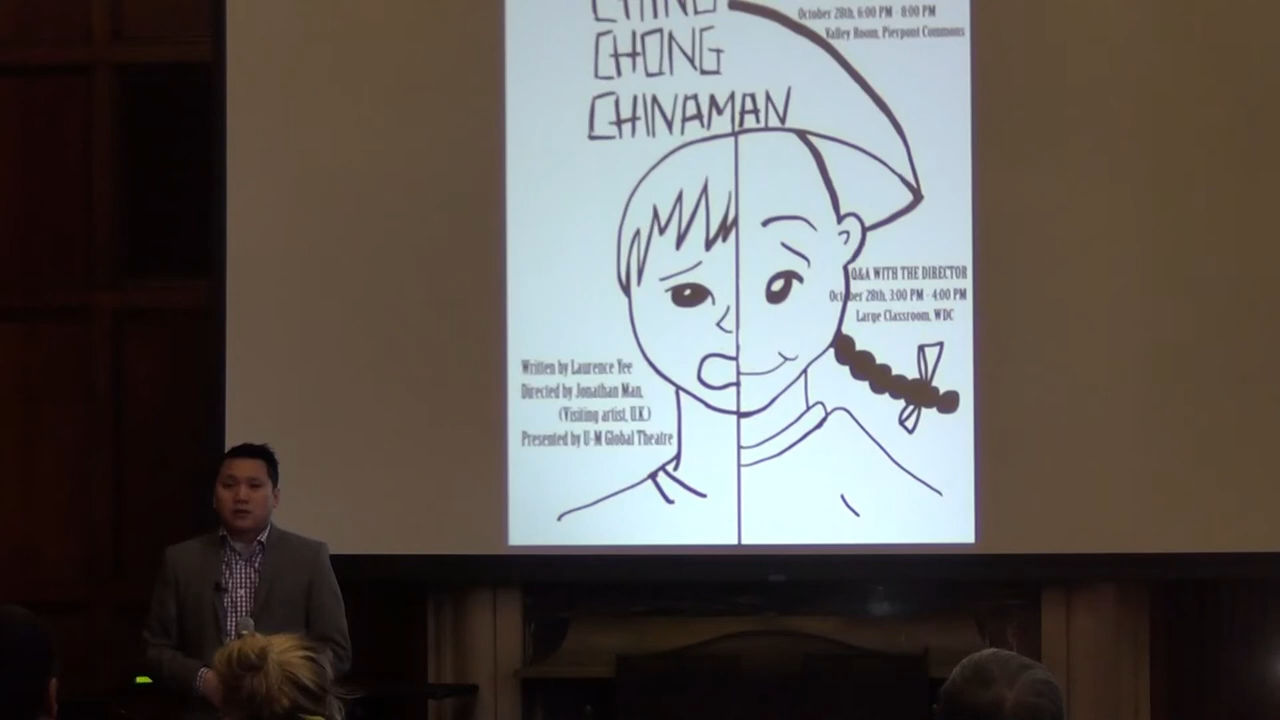 CHING
CHONG
CHINAMAN
October 28th, 6:00 PM - 8:00 PM
Valley Room, Pierpont Commons
Q&A WITH THE DIRECTOR
October 28th, 3:00 PM - 4:00 PM
Large Classroom, WDC
Written by Laurence Yee
Directed by Jonathan Man,
(Visiting artist, U.K.)
Presented by U-M Global Theatre